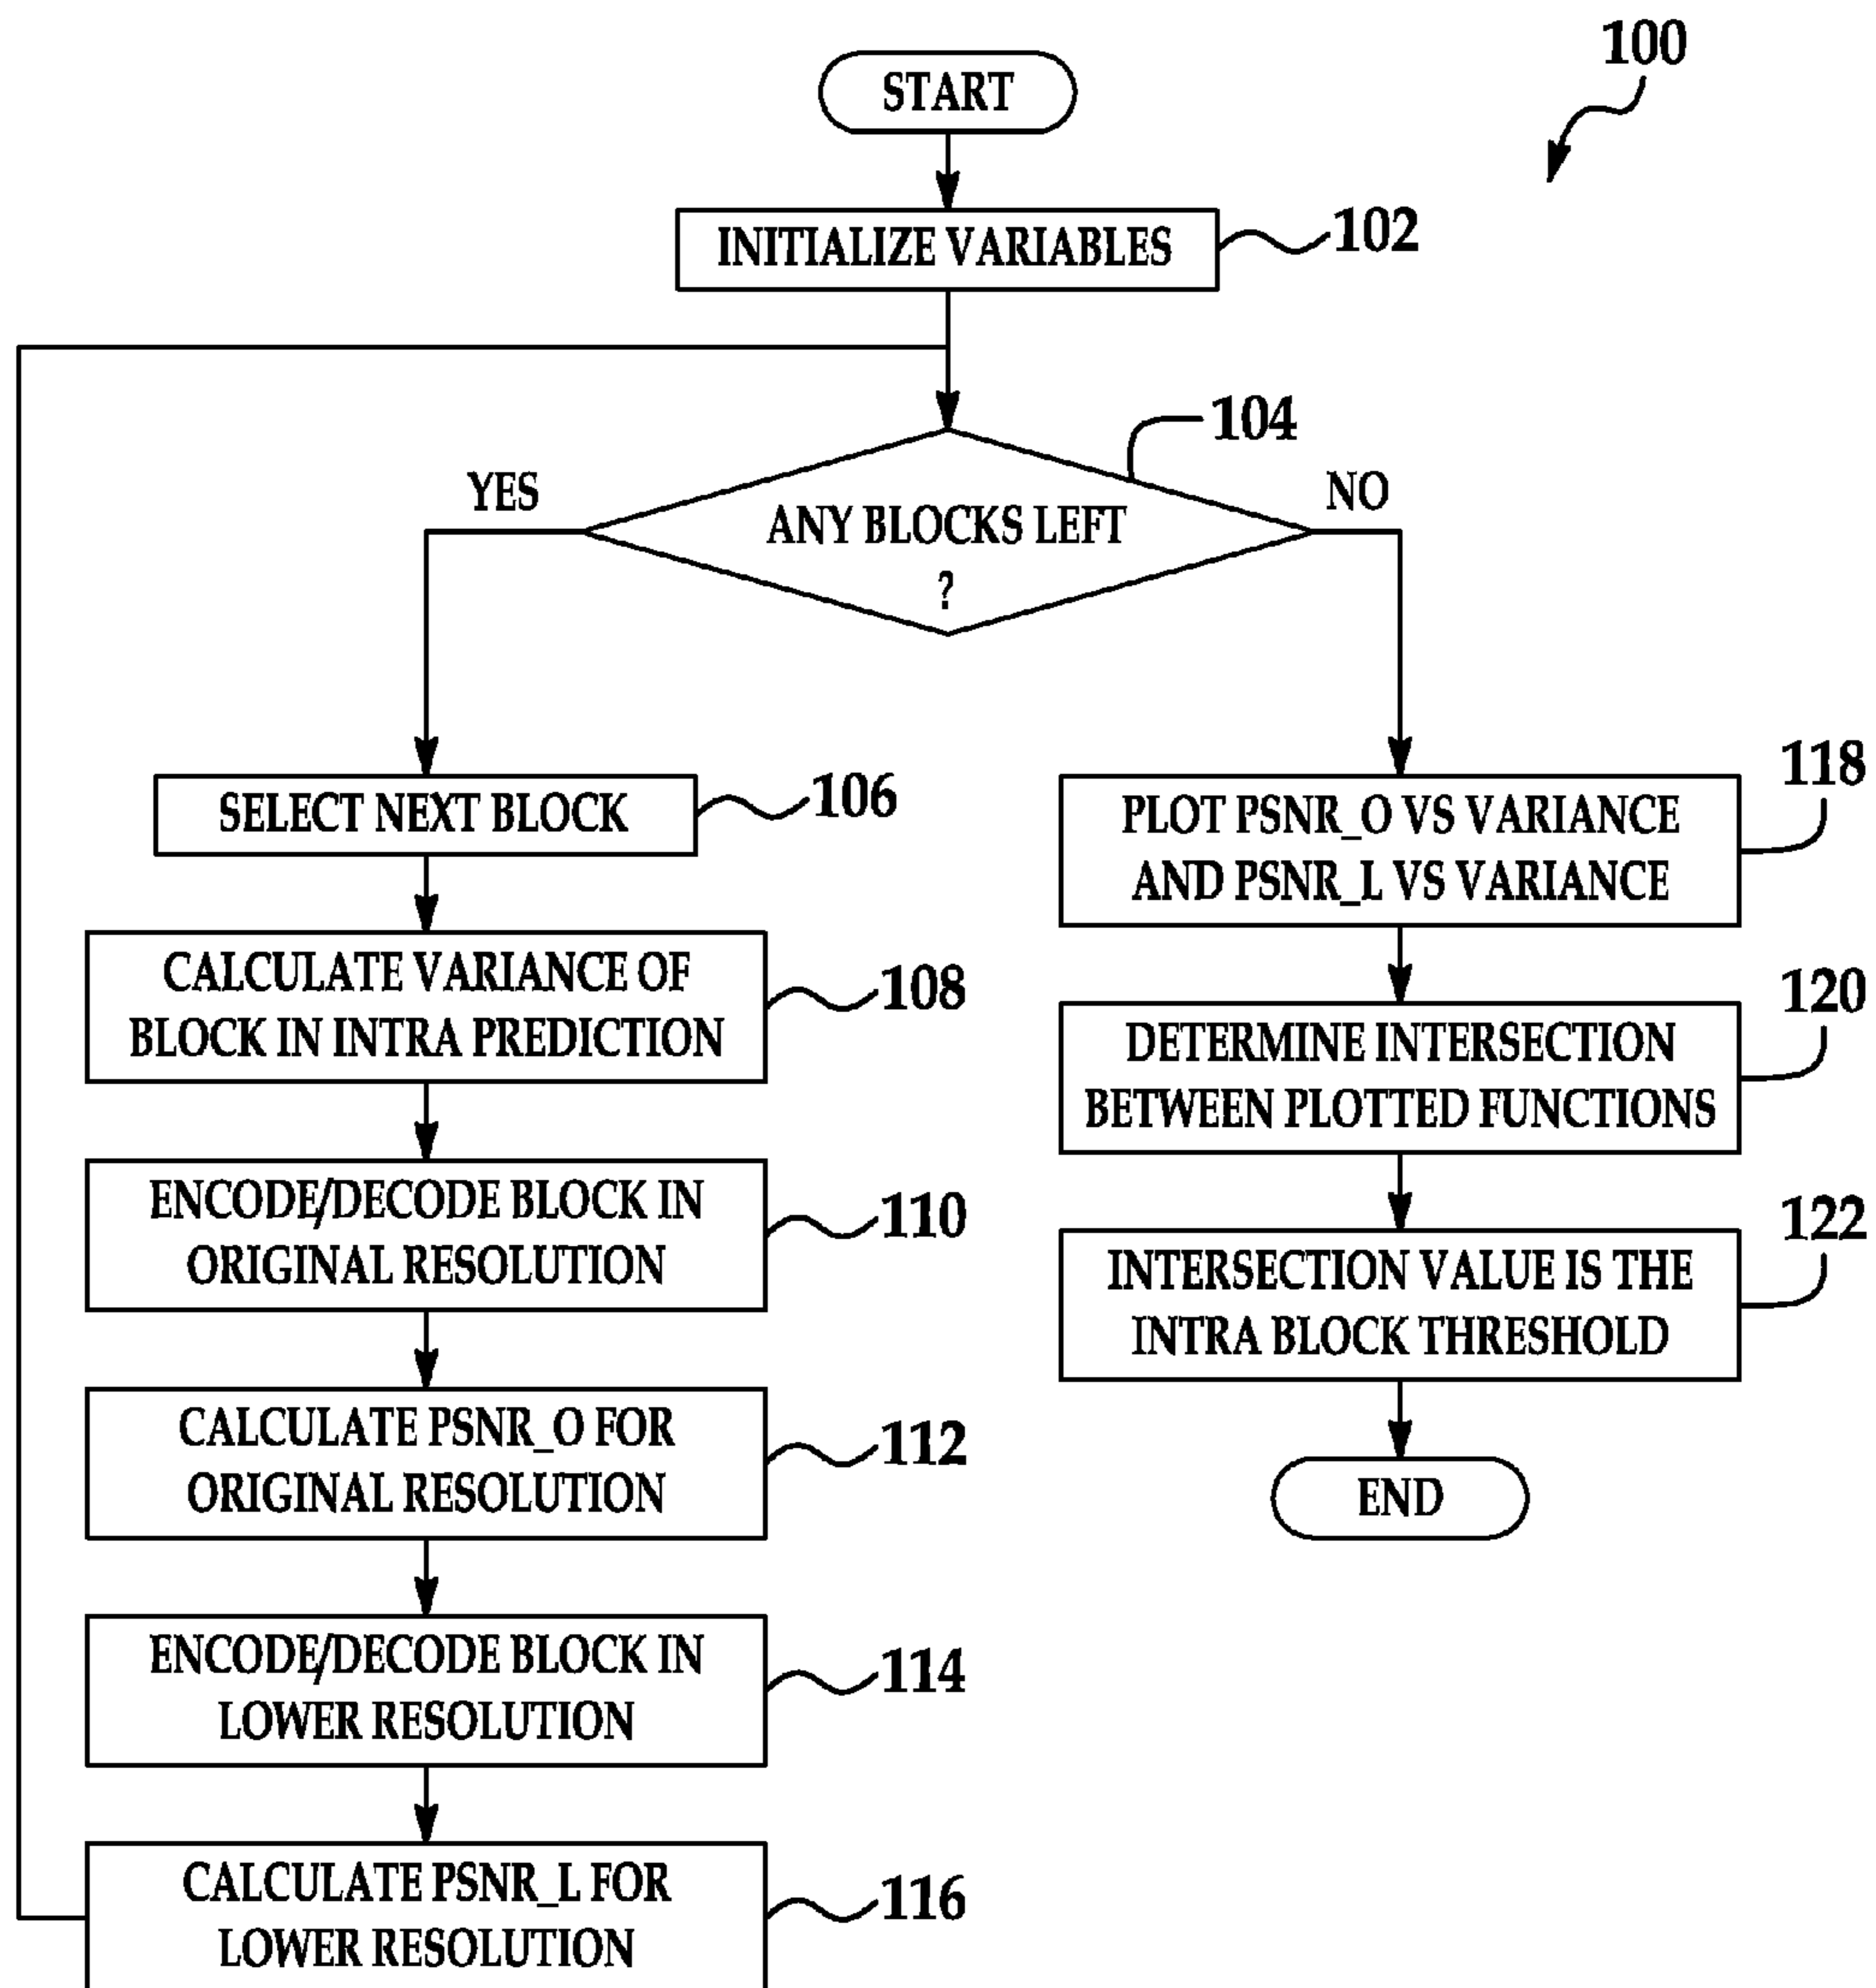 100
START
INITIALIZE VARIABLES
102
104
YES
NO
ANY BLOCKS LEFT
?
SELECT NEXT BLOCK
106
CALCULATE VARIANCE OF
BLOCK IN INTRA PREDICTION
108
ENCODE/DECODE BLOCK IN
ORIGINAL RESOLUTION
110
CALCULATE PSNR_O FOR
ORIGINAL RESOLUTION
112
ENCODE/DECODE BLOCK IN
LOWER RESOLUTION
114
CALCULATE PSNR_L FOR
LOWER RESOLUTION
116
118
PLOT PSNR_O VS VARIANCE
AND PSNR_L VS VARIANCE
120
DETERMINE INTERSECTION
BETWEEN PLOTTED FUNCTIONS
122
INTERSECTION VALUE IS THE
INTRA BLOCK THRESHOLD
END